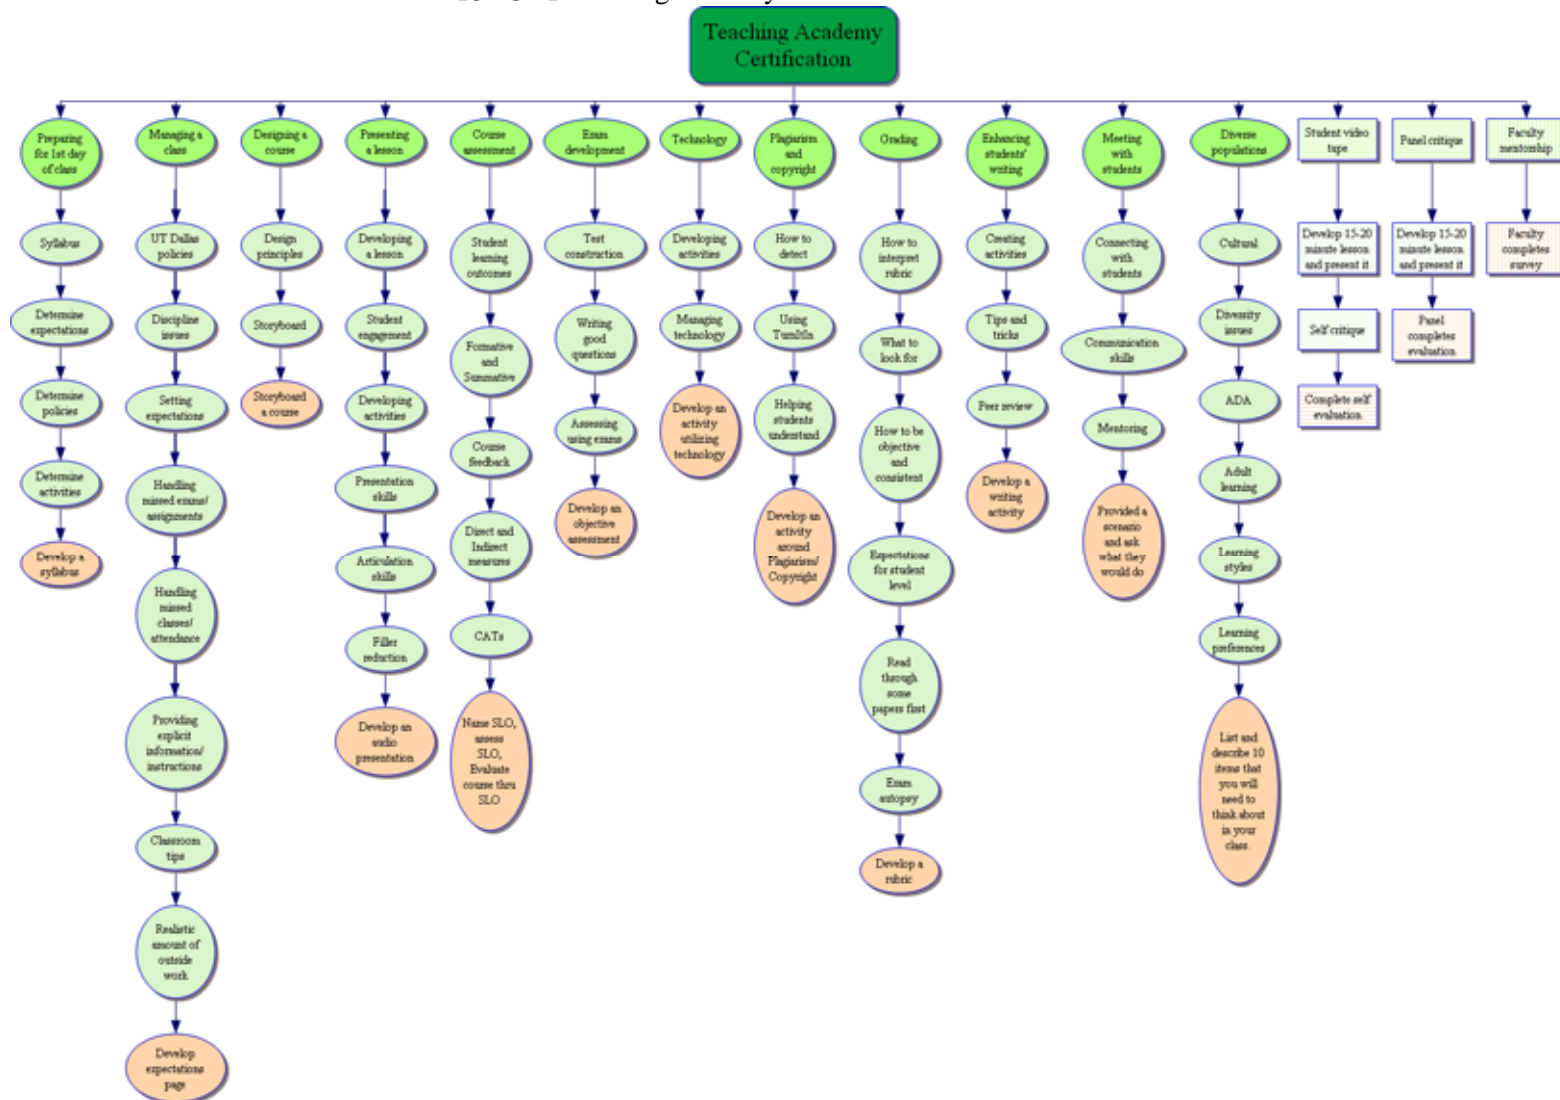 Teaching Academy
Certification
Preparing
for 1st day
of class
Syllabus
Determine
expectations
Determine
policies
Determine
activities
Develop a
syllabus
Managing a
class
UT Dallas
policies
Discipline
issues
Setting
expectations
Handling
missed exams/
assignments
Handling
missed
classes/
attendance
Providing
explicit
information/
instructions
Classroom
tips
Realistic
amount of
outside
work
Develop
expectations
page
Designing a
course
Design
principles
Storyboard
Storyboard
a course
Presenting
a lesson
Developing
a lesson
Student
engagement
Developing
activities
Presentation
skills
Articulation
skills
Filler
reduction
Develop an
audio
presentation
Course
assessment
Student
learning
outcomes
Formative
and
Summative
Course
feedback
Direct and
Indirect
measures
CATs
Name SLO,
assess
SLO,
Evaluate
course thru
SLO
Exam
development
Test
construction
Writing
good
questions
Assessing
using exams
Develop an
objective
assessment
Technology
Developing
activities
Managing
technology
Develop an
activity
utilizing
technology
Plagiarism
and
copyright
How to
detect
Using
TurnItIn
Helping
students
understand
Develop an
activity
around
Plagiarism/
Copyright
Grading
How to
interpret
rubric
What to
look for
How to be
objective
and
consistent
Expectations
for student
level
Read
through
some
papers first
Exam
autopsy
Develop a
rubric
Enhancing
students'
writing
Creating
activities
Tips and
tricks
Peer review
Develop a
writing
activity
Meeting
with
students
Connecting
with
students
Communication
skills
Mentoring
Provided a
scenario
and ask
what they
would do
Diverse
populations
Cultural
Diversity
issues
ADA
Adult
learning
Learning
styles
Learning
preferences
List and
describe 10
items that
you will
need to
think about
in your
class.
Student video
tape
Develop 15-20
minute lesson
and present it
Self critique
Complete self
evaluation
Panel critique
Develop 15-20
minute lesson
and present it
Panel
completes
evaluation
Faculty
mentorship
Faculty
completes
survey